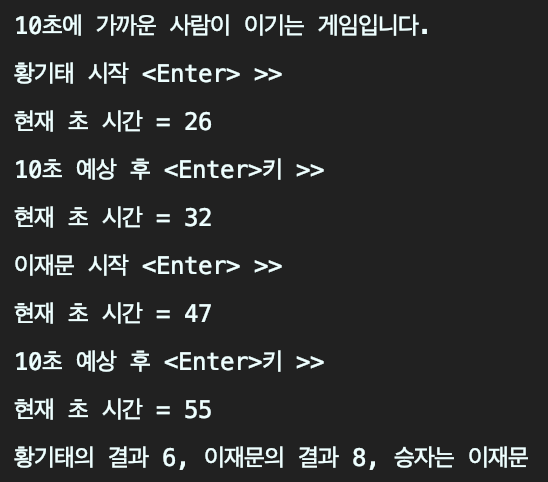 10초에 가까운 사람이 이기는 게임입니다.
황기태 시작 <Enter> >>
현재 초 시간 = 26
10초 예상 후 <Enter>키 >>
현재 초 시간 = 32
이재문 시작 <Enter> >>
현재 초 시간 = 47
10초 예상 후 <Enter>키 >>
현재 초 시간 = 55
황기태의 결과 6, 이재문의 결과 8, 승자는 이재문